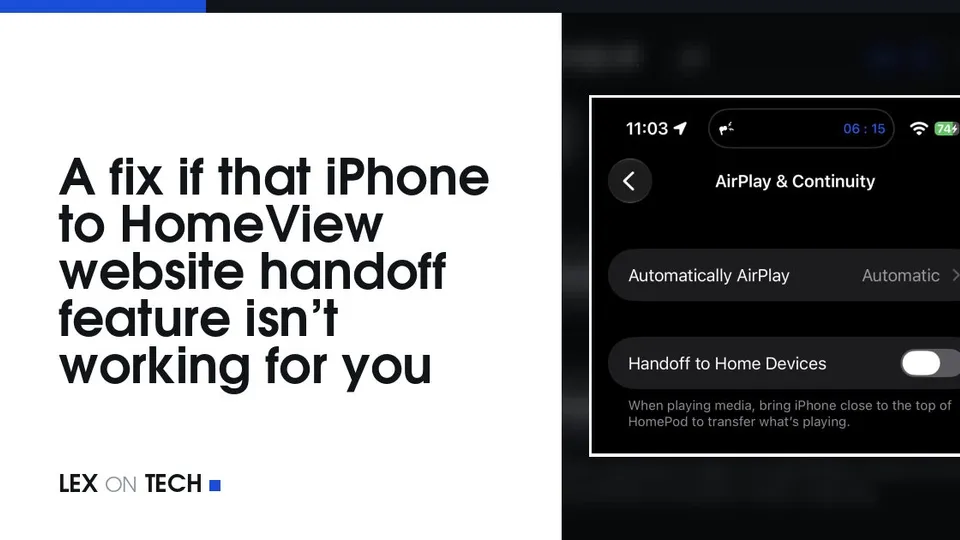 A fix if that iPhone
to HomeView
website handoff
feature isn’t
working for you
LEX ON TECH
11:03
06 : 15
74
AirPlay & Continuity
Automatically AirPlay Automatic
Handoff to Home Devices
When playing media, bring iPhone close to the top of
HomePod to transfer what’s playing.